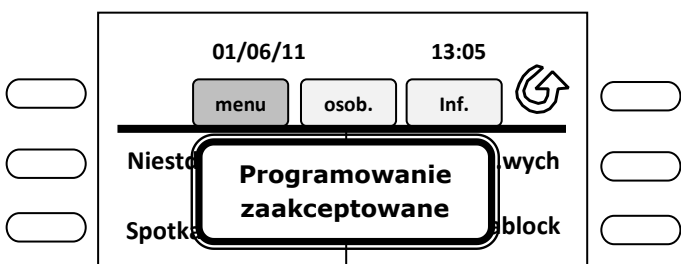 01/06/11 13:05
menu osob. Inf.
Programowanie
zaakceptowane